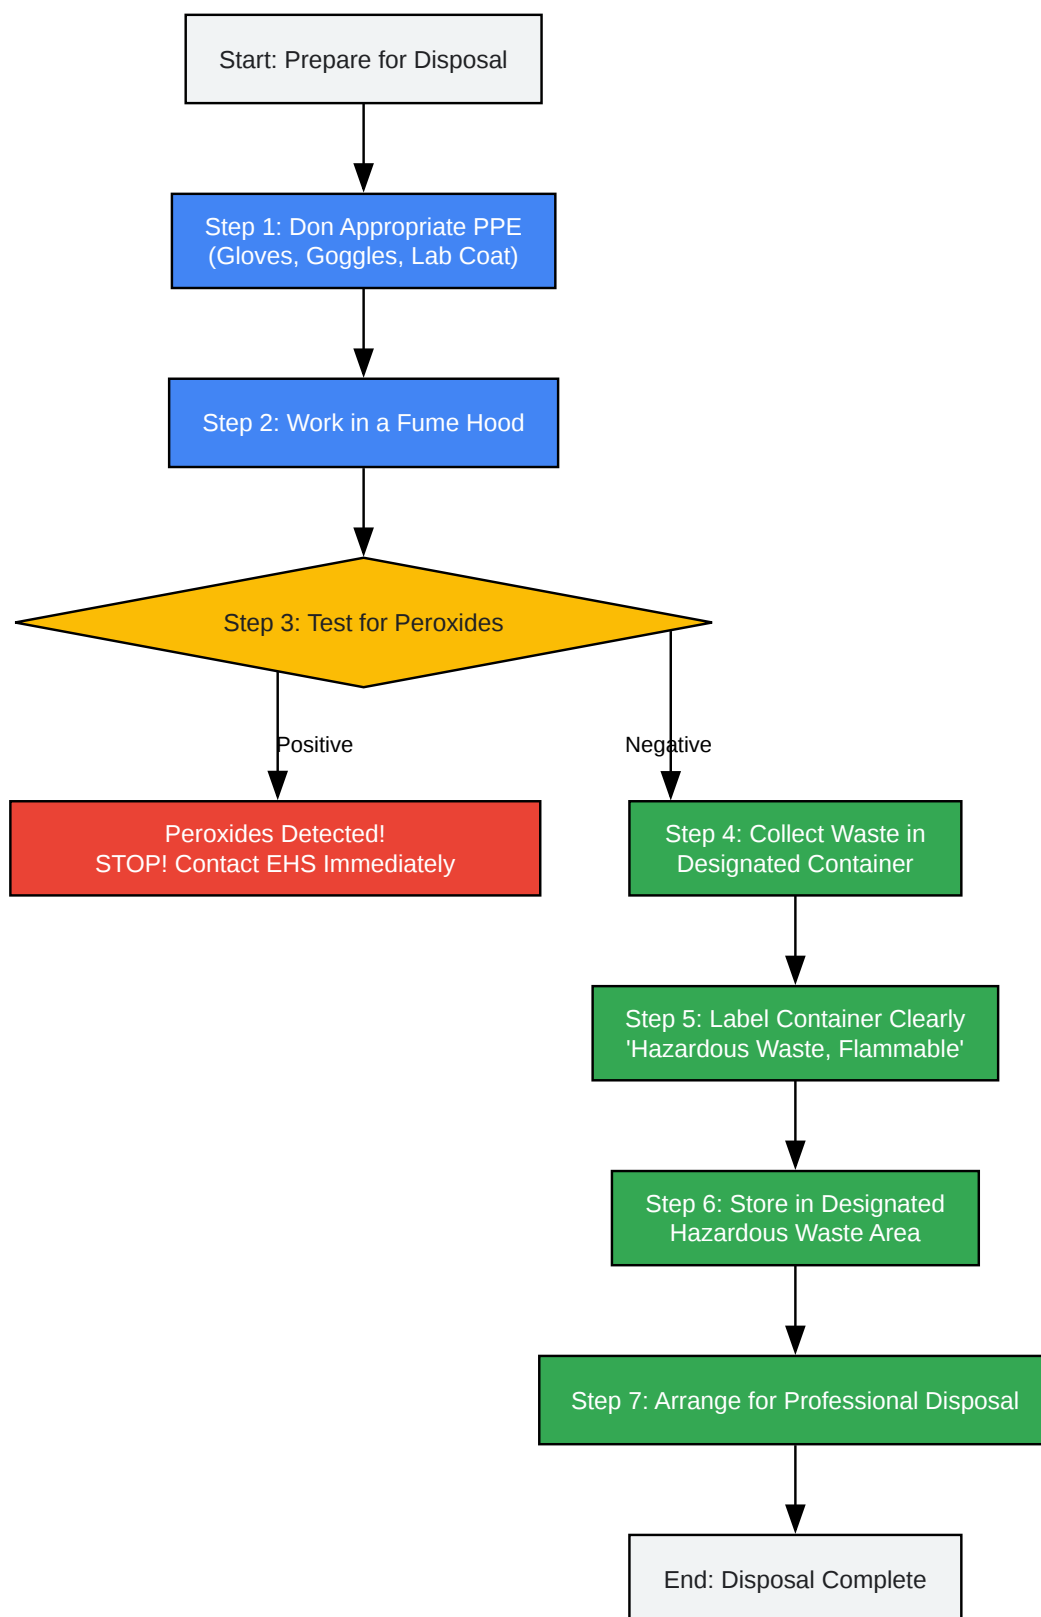 Start: Prepare for Disposal
Step 1: Don Appropriate PPE
(Gloves, Goggles, Lab Coat)
Step 2: Work in a Fume Hood
Step 3: Test for Peroxides
Positive
Negative
Peroxides Detected!
STOP! Contact EHS Immediately
Step 4: Collect Waste in
Designated Container
Step 5: Label Container Clearly
'Hazardous Waste, Flammable'
Step 6: Store in Designated
Hazardous Waste Area
Step 7: Arrange for Professional Disposal
End: Disposal Complete